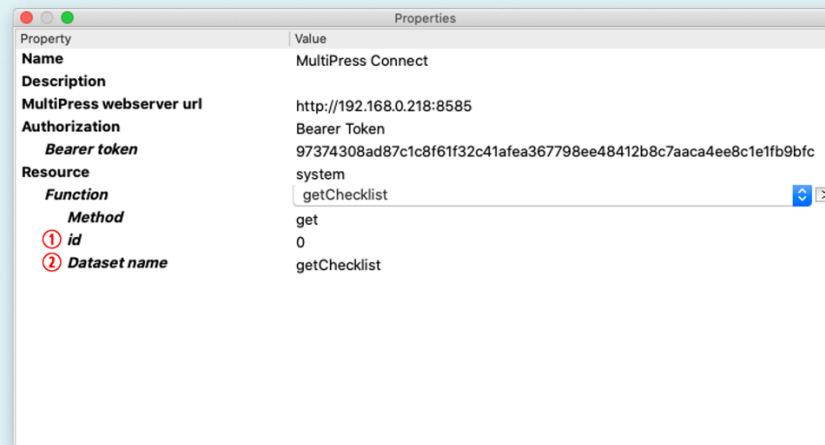 Properties
Property Value
Name MultiPress Connect
Description
MultiPress webserver url http://192.168.0.218:8585
Authorization Bearer Token
Bearer token 97374308ad87c1c8f61f32c41afea367798ee48412b8c7aaca4ee8c1e1fb9bfc
Resource system
Function getChecklist
Method get
① id 0
② Dataset name getChecklist